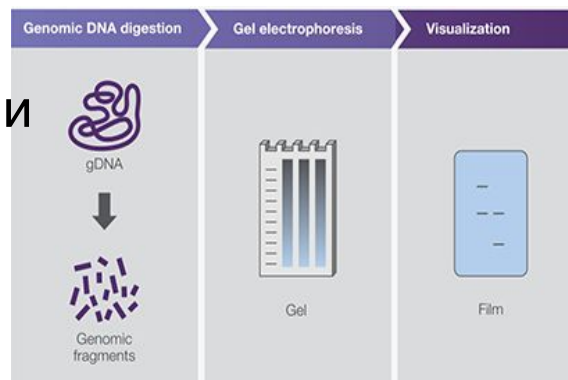 Genomic DNA digestion
Gel electrophoresis
Visualization
и
gDNA
Genomic
fragments
Gel
Film